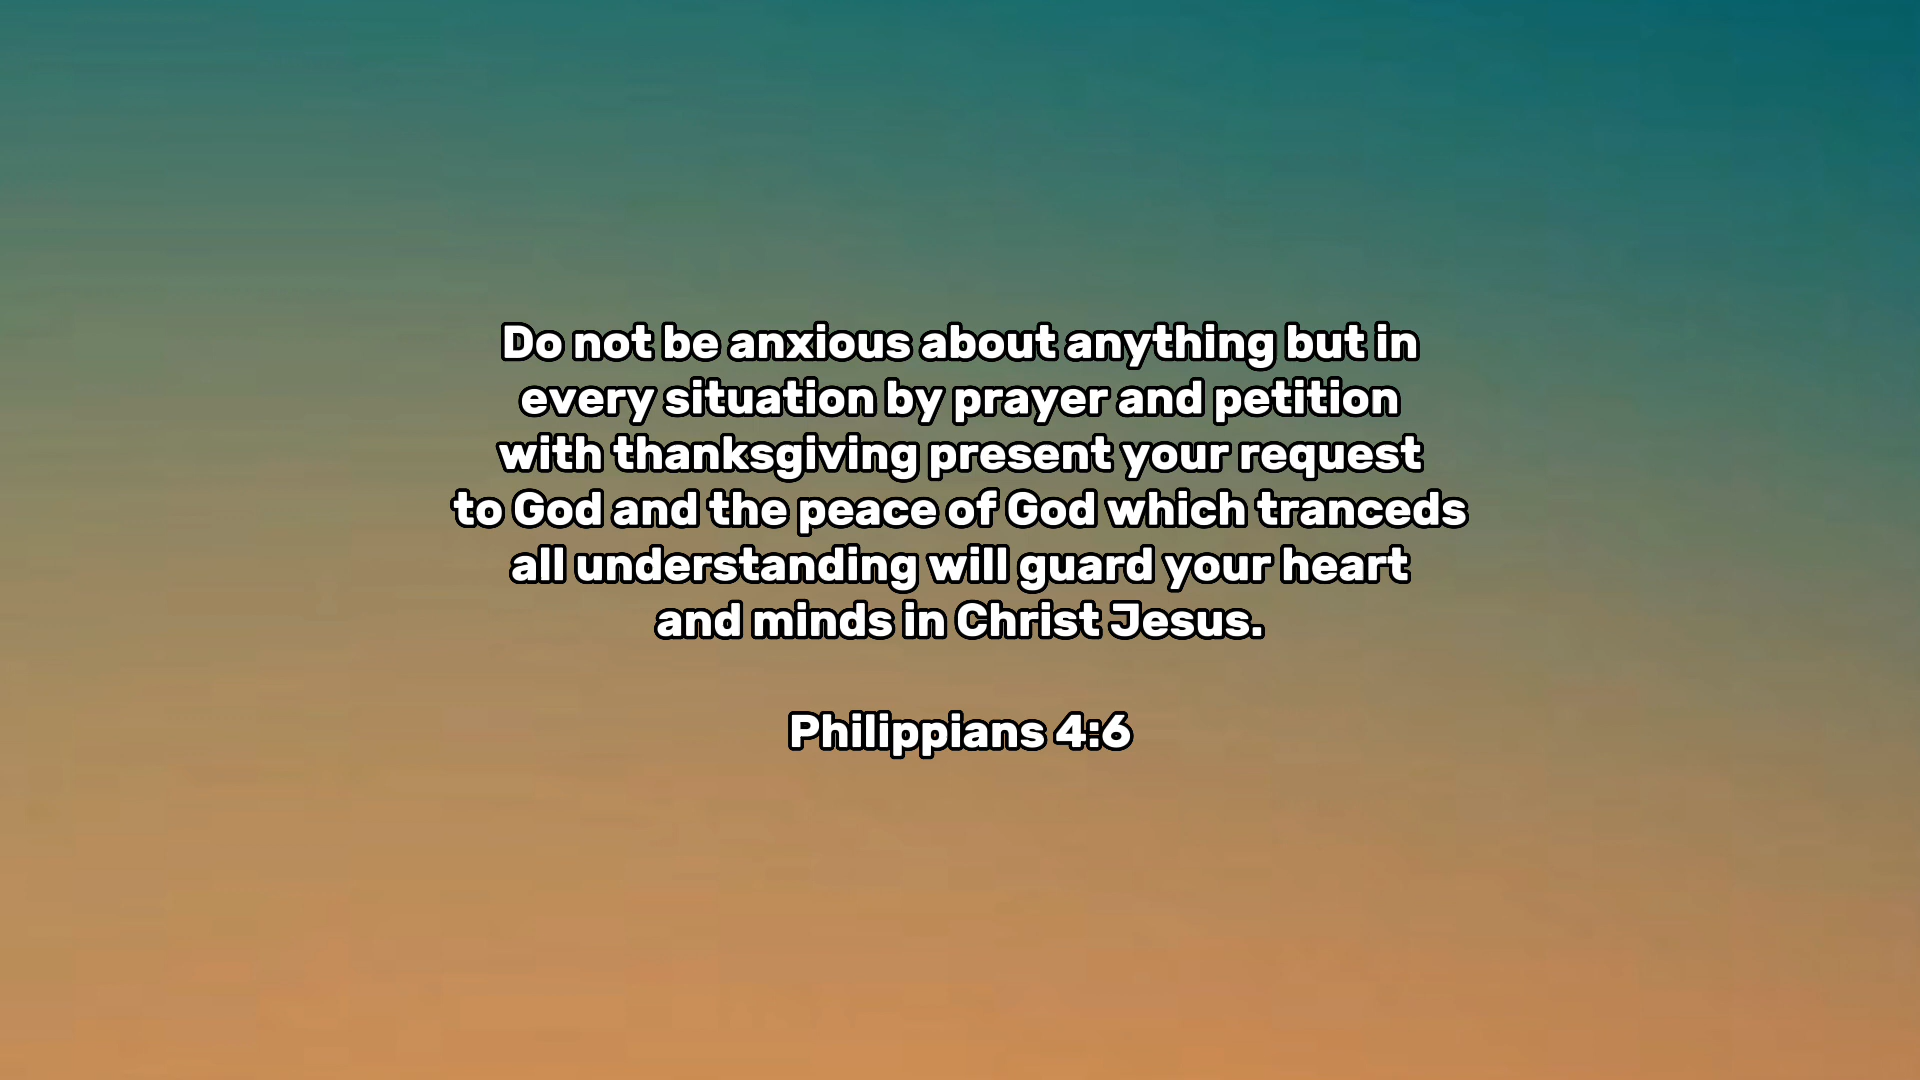 Do not be anxious about anything but in
every situation by prayer and petition
with thanksgiving present your request
to God and the peace of God which tranceds
all understanding will guard your heart
and minds in Christ Jesus.
Philippians 4:6